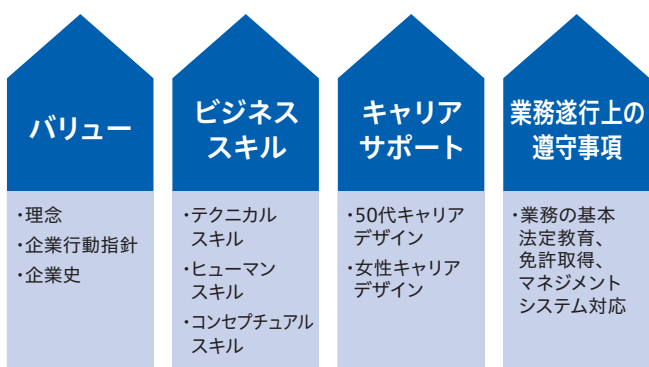 バリュー
・理念
・企業行動指針
・企業史
ビジネス
スキル
・テクニカル
スキル
・ヒューマン
スキル
・コンセプチュアル
スキル
キャリア
サポート
・50代キャリア
デザイン
・女性キャリア
デザイン
業務遂行上の
遵守事項
・業務の基本
法定教育、
免許取得、
マネジメント
システム対応